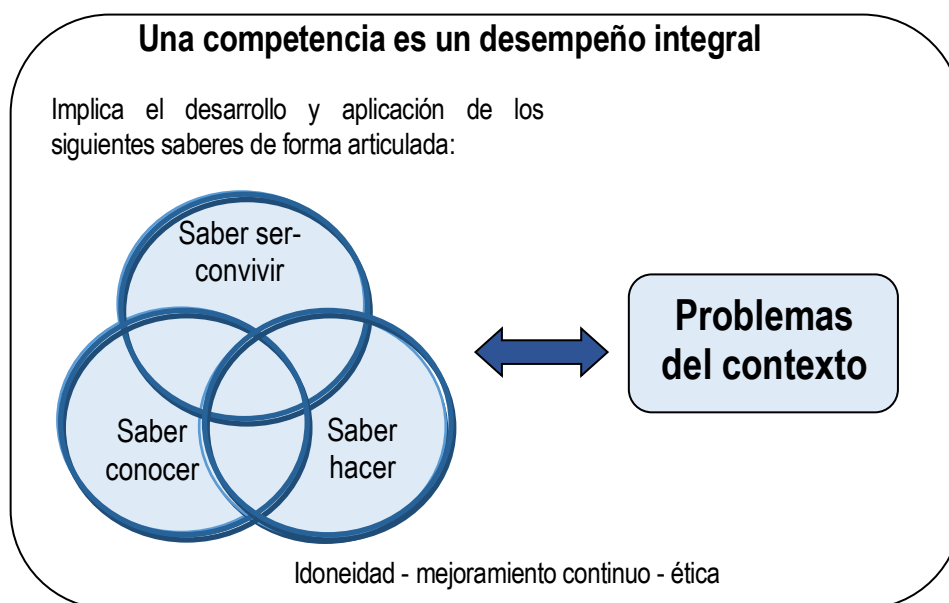 Una competencia es un desempeño integral
Implica el desarrollo y aplicación de los
siguientes saberes de forma articulada:
Saber ser-
convivir
Saber
conocer
Saber
hacer
Problemas
del contexto
Idoneidad - mejoramiento continuo - ética